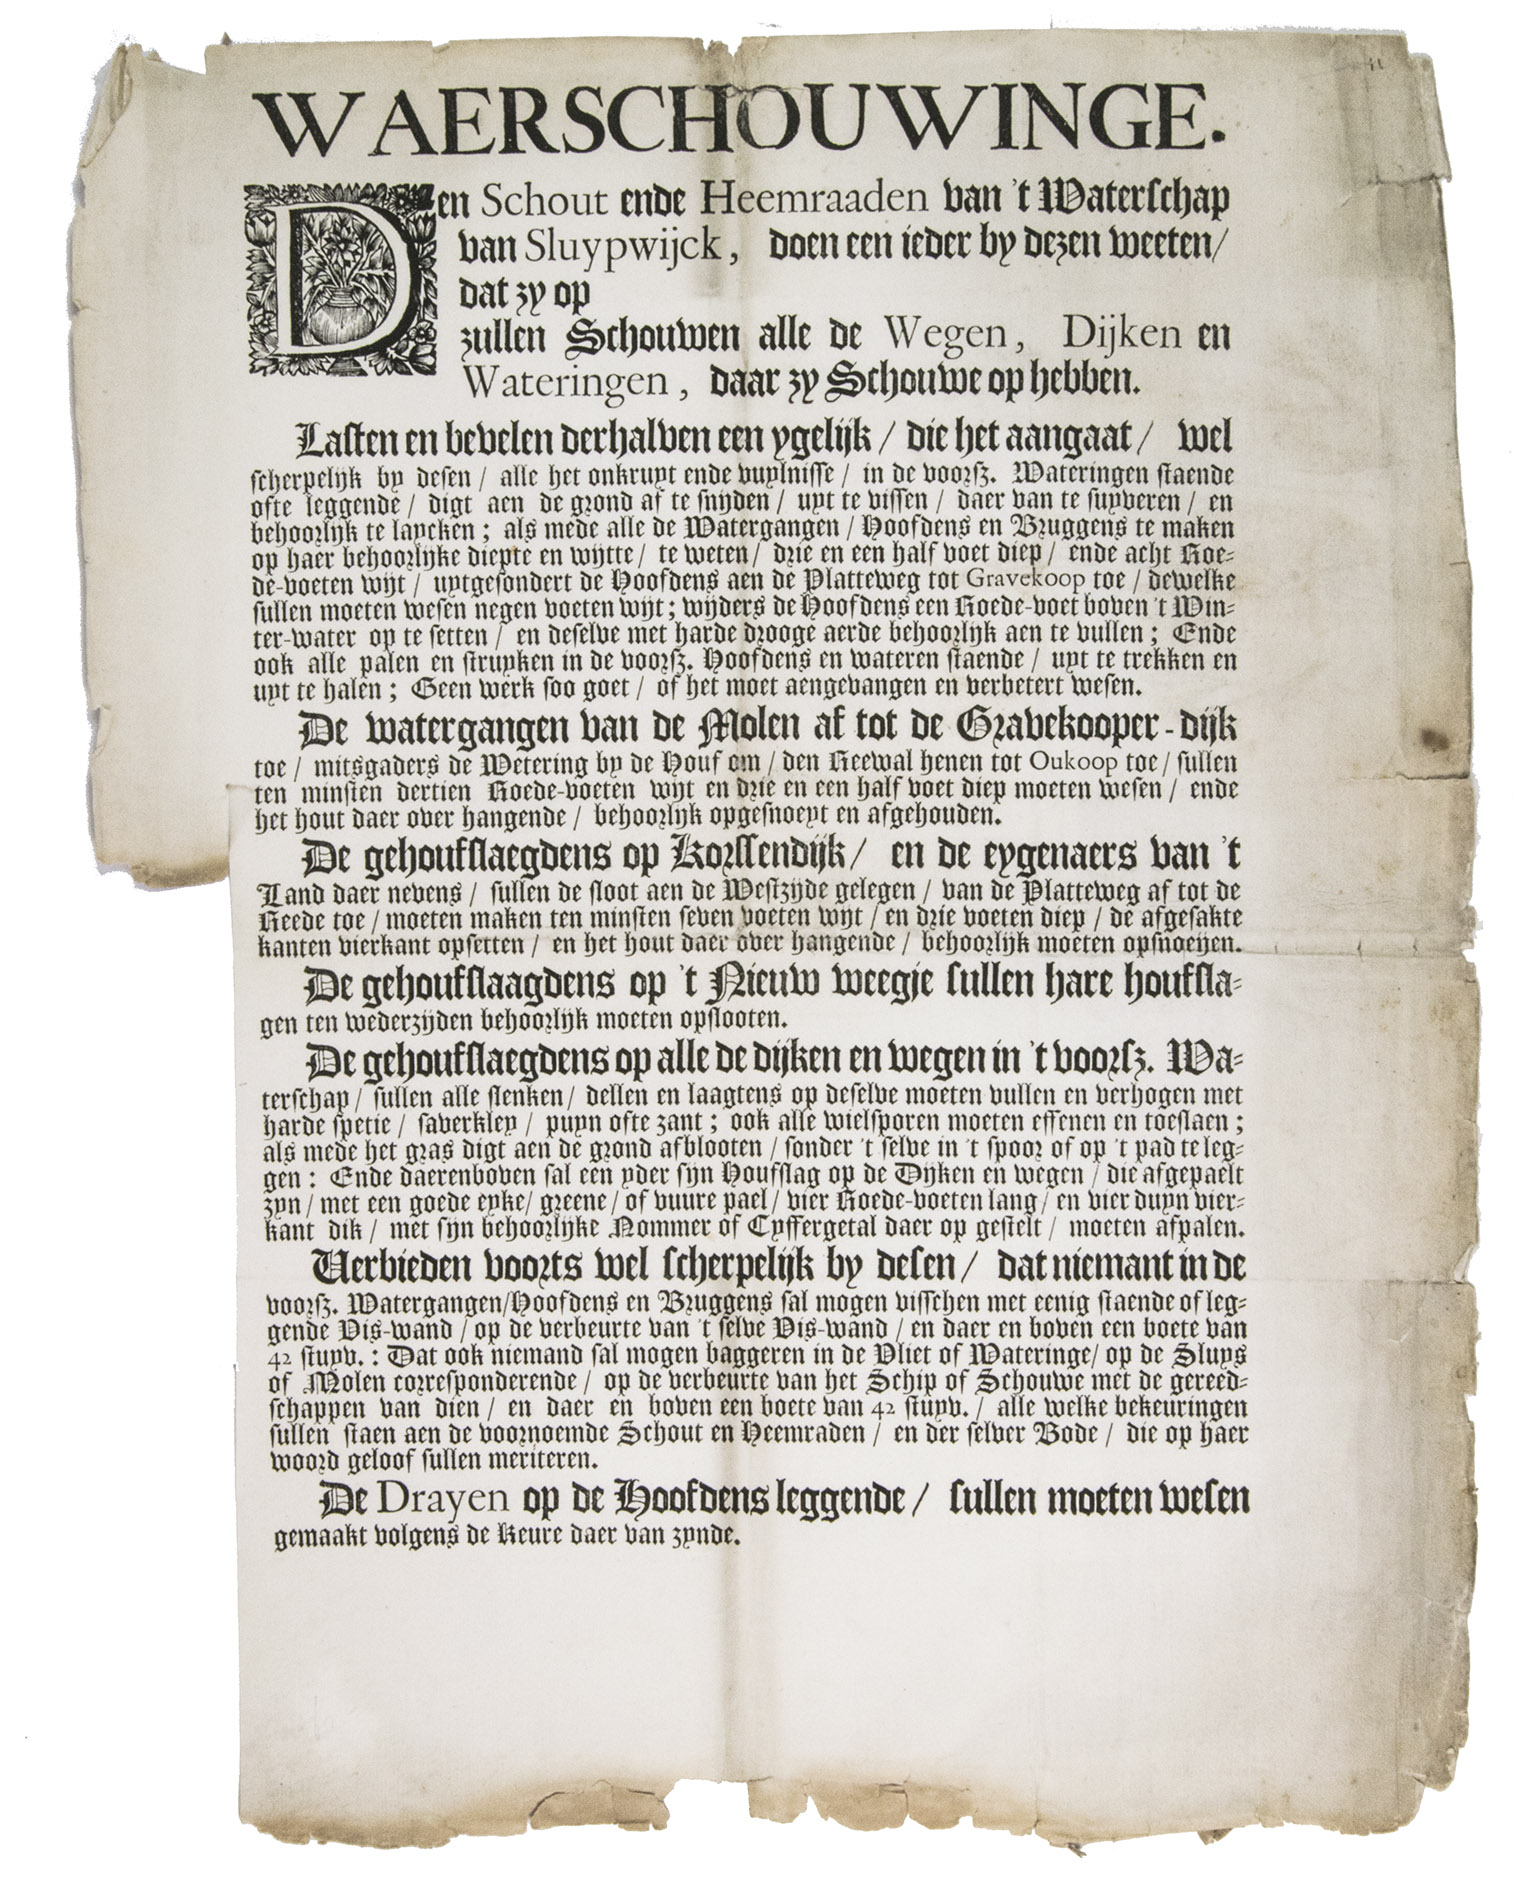 WAERSCHOUWINGE.
Den Schout ende Heemraaden van 't Waterschap
van Sluypwijck, doen een ieder by dezen weeten/
dat zy op
zullen Schouwen alle de Wegen, Dijken en
Wateringen, daar zy Schouwe op hebben.
Lasten en bevelen derhalven een ygelijk / die het aangaat / wel
scherpelijk by desen / alle het onkruyt ende vuylnisse / in de voorsz. Wateringen staende
ofte leggende / digt aen de grond af te snyden / uyt te vissen / daer van te suyveren / en
behoorlijk te laycken; als mede alle de Watergangen / Hoofdens en Bruggens te maken
op haer behoorlijke diepte en wijtte / te weten / drie en een half voet diep / ende acht Roe-
de-voeten wijt / uytgesondert de Hoofdens aen de Platteweg tot Gravekoop toe / dewelke
sullen moeten wesen negen voeten wijt; wijders de Hoofdens een Roede-voet boven 't Win-
ter-water op te setten / en deselve met harde drooge aerde behoorlijk aen te vullen; Ende
ook alle palen en struyken in de voorsz. Hoofdens en wateren staende / uyt te trekken en
uyt te halen; Geen werk soo goet / of het moet aengevangen en verbetert wesen.
De watergangen van de Molen af tot de Gravekooper-dijk
toe / mitsgaders de Wetering by de Houf om / den Reewal henen tot Oukoop toe / sullen
ten minsten dertien Roede-voeten wijt en drie en een half voet diep moeten wesen / ende
het hout daer over hangende / behoorlijk opgesnoeyt en afgehouden.
De gehoufslaegdens op Korssendijk / en de eygenaers van 't
Land daer nevens / sullen de sloot aen de Westzijde gelegen / van de Platteweg af tot de
Reede toe / moeten maken ten minsten seven voeten wijt / en drie voeten diep / de afgesakte
kanten vierkant opsetten / en het hout daer over hangende / behoorlijk moeten opsnoeijen.
De gehoufslaagdens op 't Nieuw weegje sullen hare houfsla-
gen ten wederzijden behoorlijk moeten opslooten.
De gehoufslaegdens op alle de dijken en wegen in 't voorsz. Wa-
terschap / sullen alle slenken / dellen en laagtens op deselve moeten vullen en verhogen met
harde spetie / saverkley / puyn ofte zant; ook alle wielsporen moeten effenen en toeslaen;
als mede het gras digt aen de grond afblooten / sonder 't selve in 't spoor of op 't pad te leg-
gen: Ende daerenboven sal een yder sijn Houfslag op de Dijken en wegen / die afgepaelt
zyn / met een goede eyke / greene / of vuure pael / vier Roede-voeten lang / en vier duyn vier-
kant dik / met sijn behoorlijke Nommer of Cyffergetal daer op gestelt / moeten afpalen.
Verbieden voorts wel scherpelijk by desen / dat niemant in de
voorsz. Watergangen/Hoofdens en Bruggens sal mogen visschen met eenig staende of leg-
gende Vis-wand / op de verbeurte van 't selve Vis-wand / en daer en boven een boete van
42 stuyv.: Dat ook niemand sal mogen baggeren in de Vliet of Wateringe/ op de Sluys
of Molen corresponderende / op de verbeurte van het Schip of Schouwe met de gereed-
schappen van dien / en daer en boven een boete van 42 stuyv. / alle welke bekeuringen
sullen staen aen de voornoemde Schout en Heemraden / en der selver Bode / die op haer
woord geloof sullen meriteren.
De Drayen op de Hoofdens leggende / sullen moeten wesen
gemaakt volgens de Keure daer van zynde.